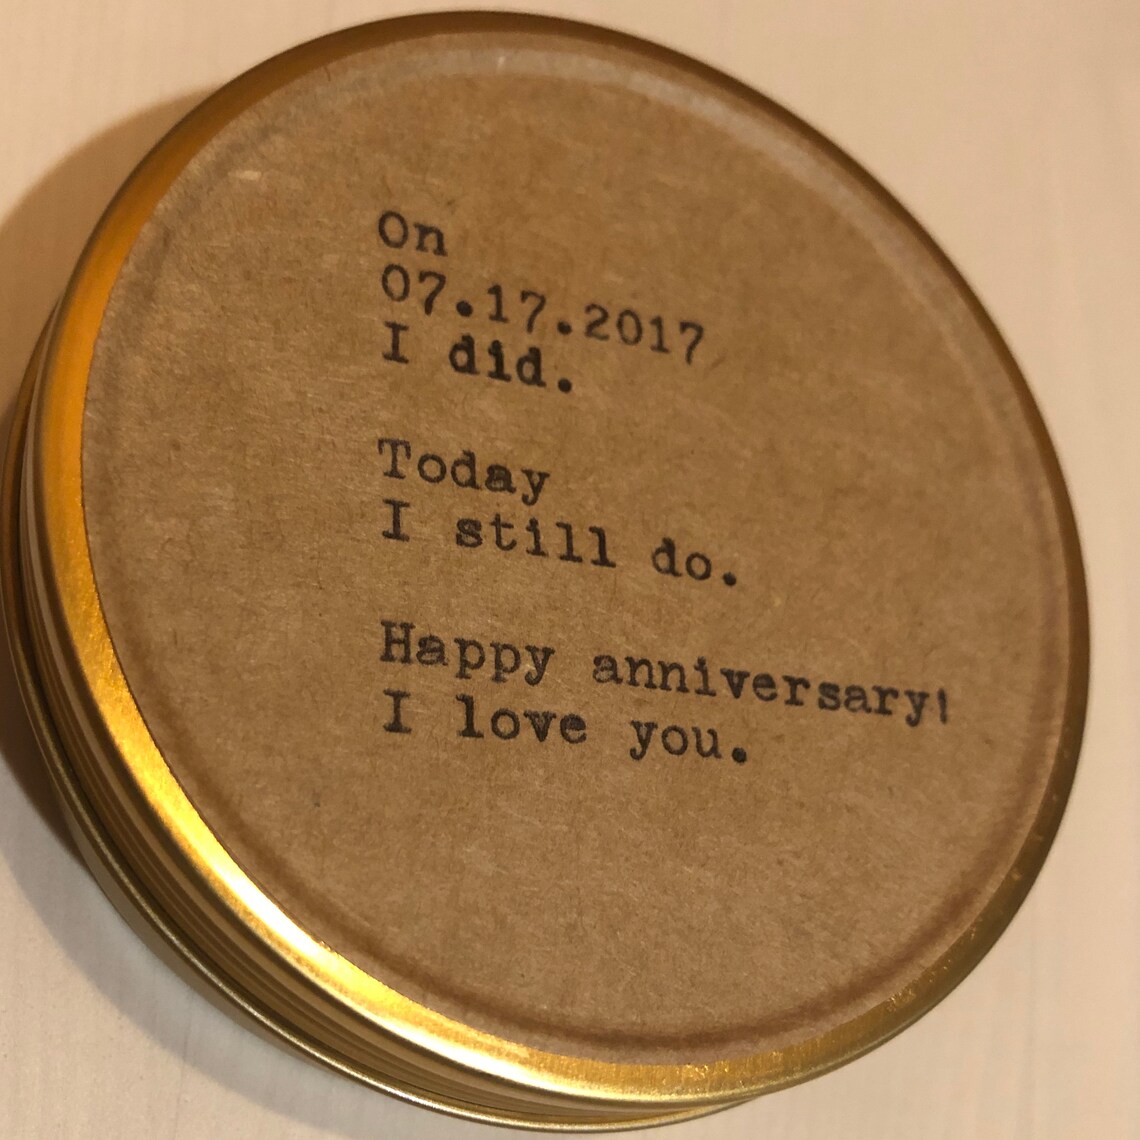 On
07.17.2017
I did.
Today
I still do.
Happy anniversary!
I love you.